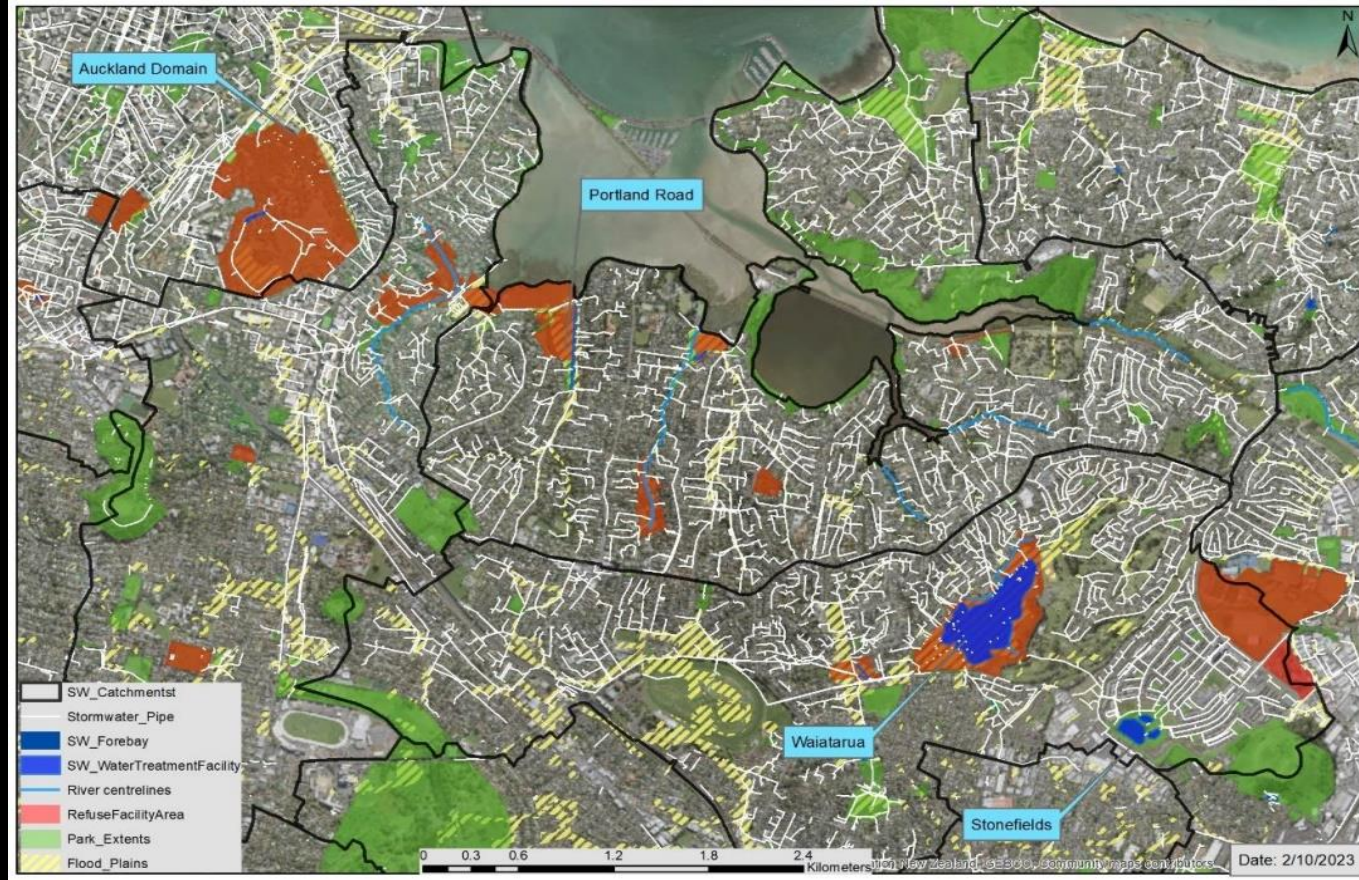 N
Auckland Domain
Portland Road
Waiatarua
Stonefields
SW_Catchmentst
Stormwater_Pipe
SW_Forebay
SW_WaterTreatmentFacility
River centrelines
RefuseFacilityArea
Park_Extents
Flood_Plains
0 0.3 0.6 1.2 1.8 2.4
Kilometers
New Zealand, GEBCO, Community maps contributors
Date: 2/10/2023